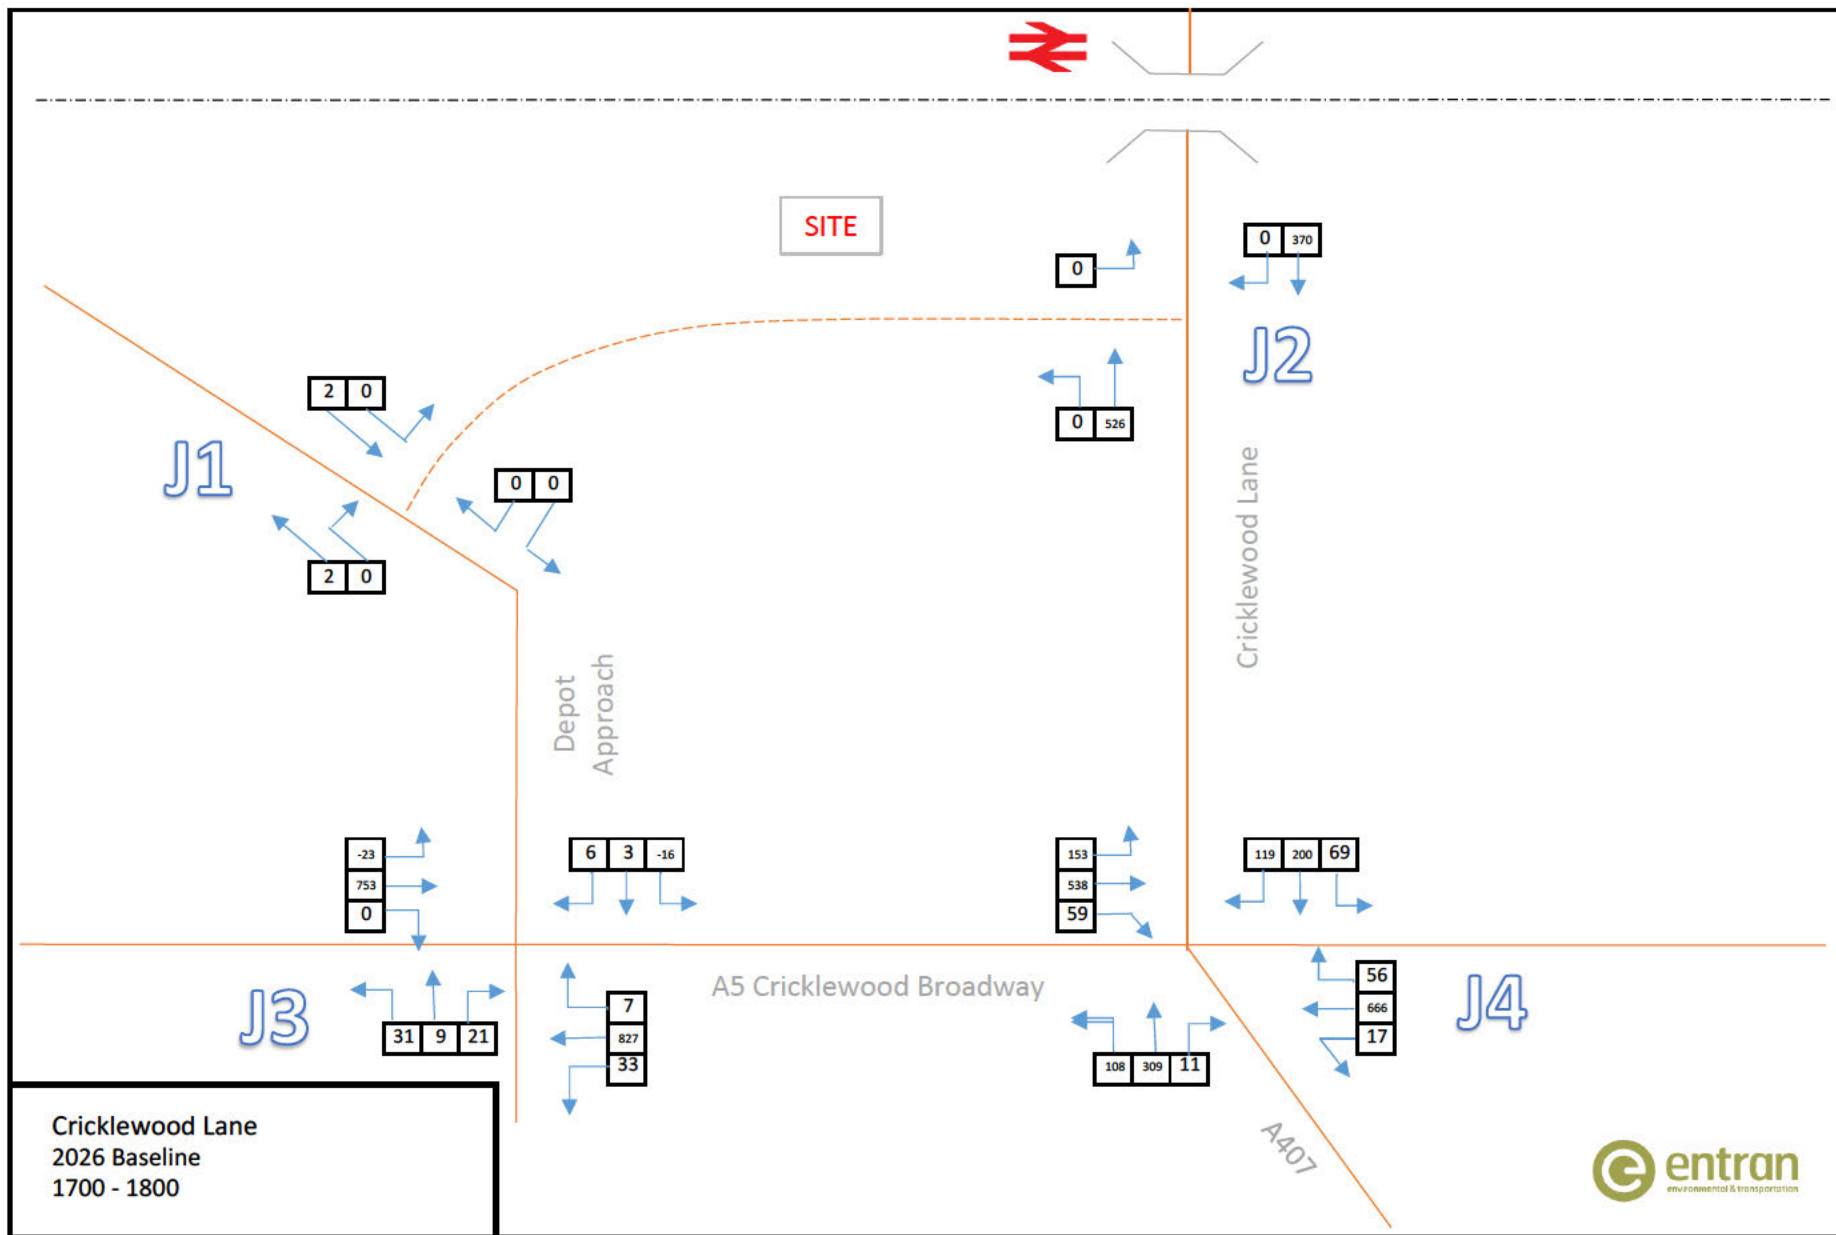 SITE
0 370
0
J2
0 526
2 0
J1
0 0
2 0
Cricklewood Lane
Depot
Approach
-23
753
0
6 3 -16
153
538
59
119 200 69
A5 Cricklewood Broadway
J3
31 9 21
7
827
33
108 309 11
56
666
17
J4
A407
Cricklewood Lane
2026 Baseline
1700 - 1800
e entran
environmental & transportation